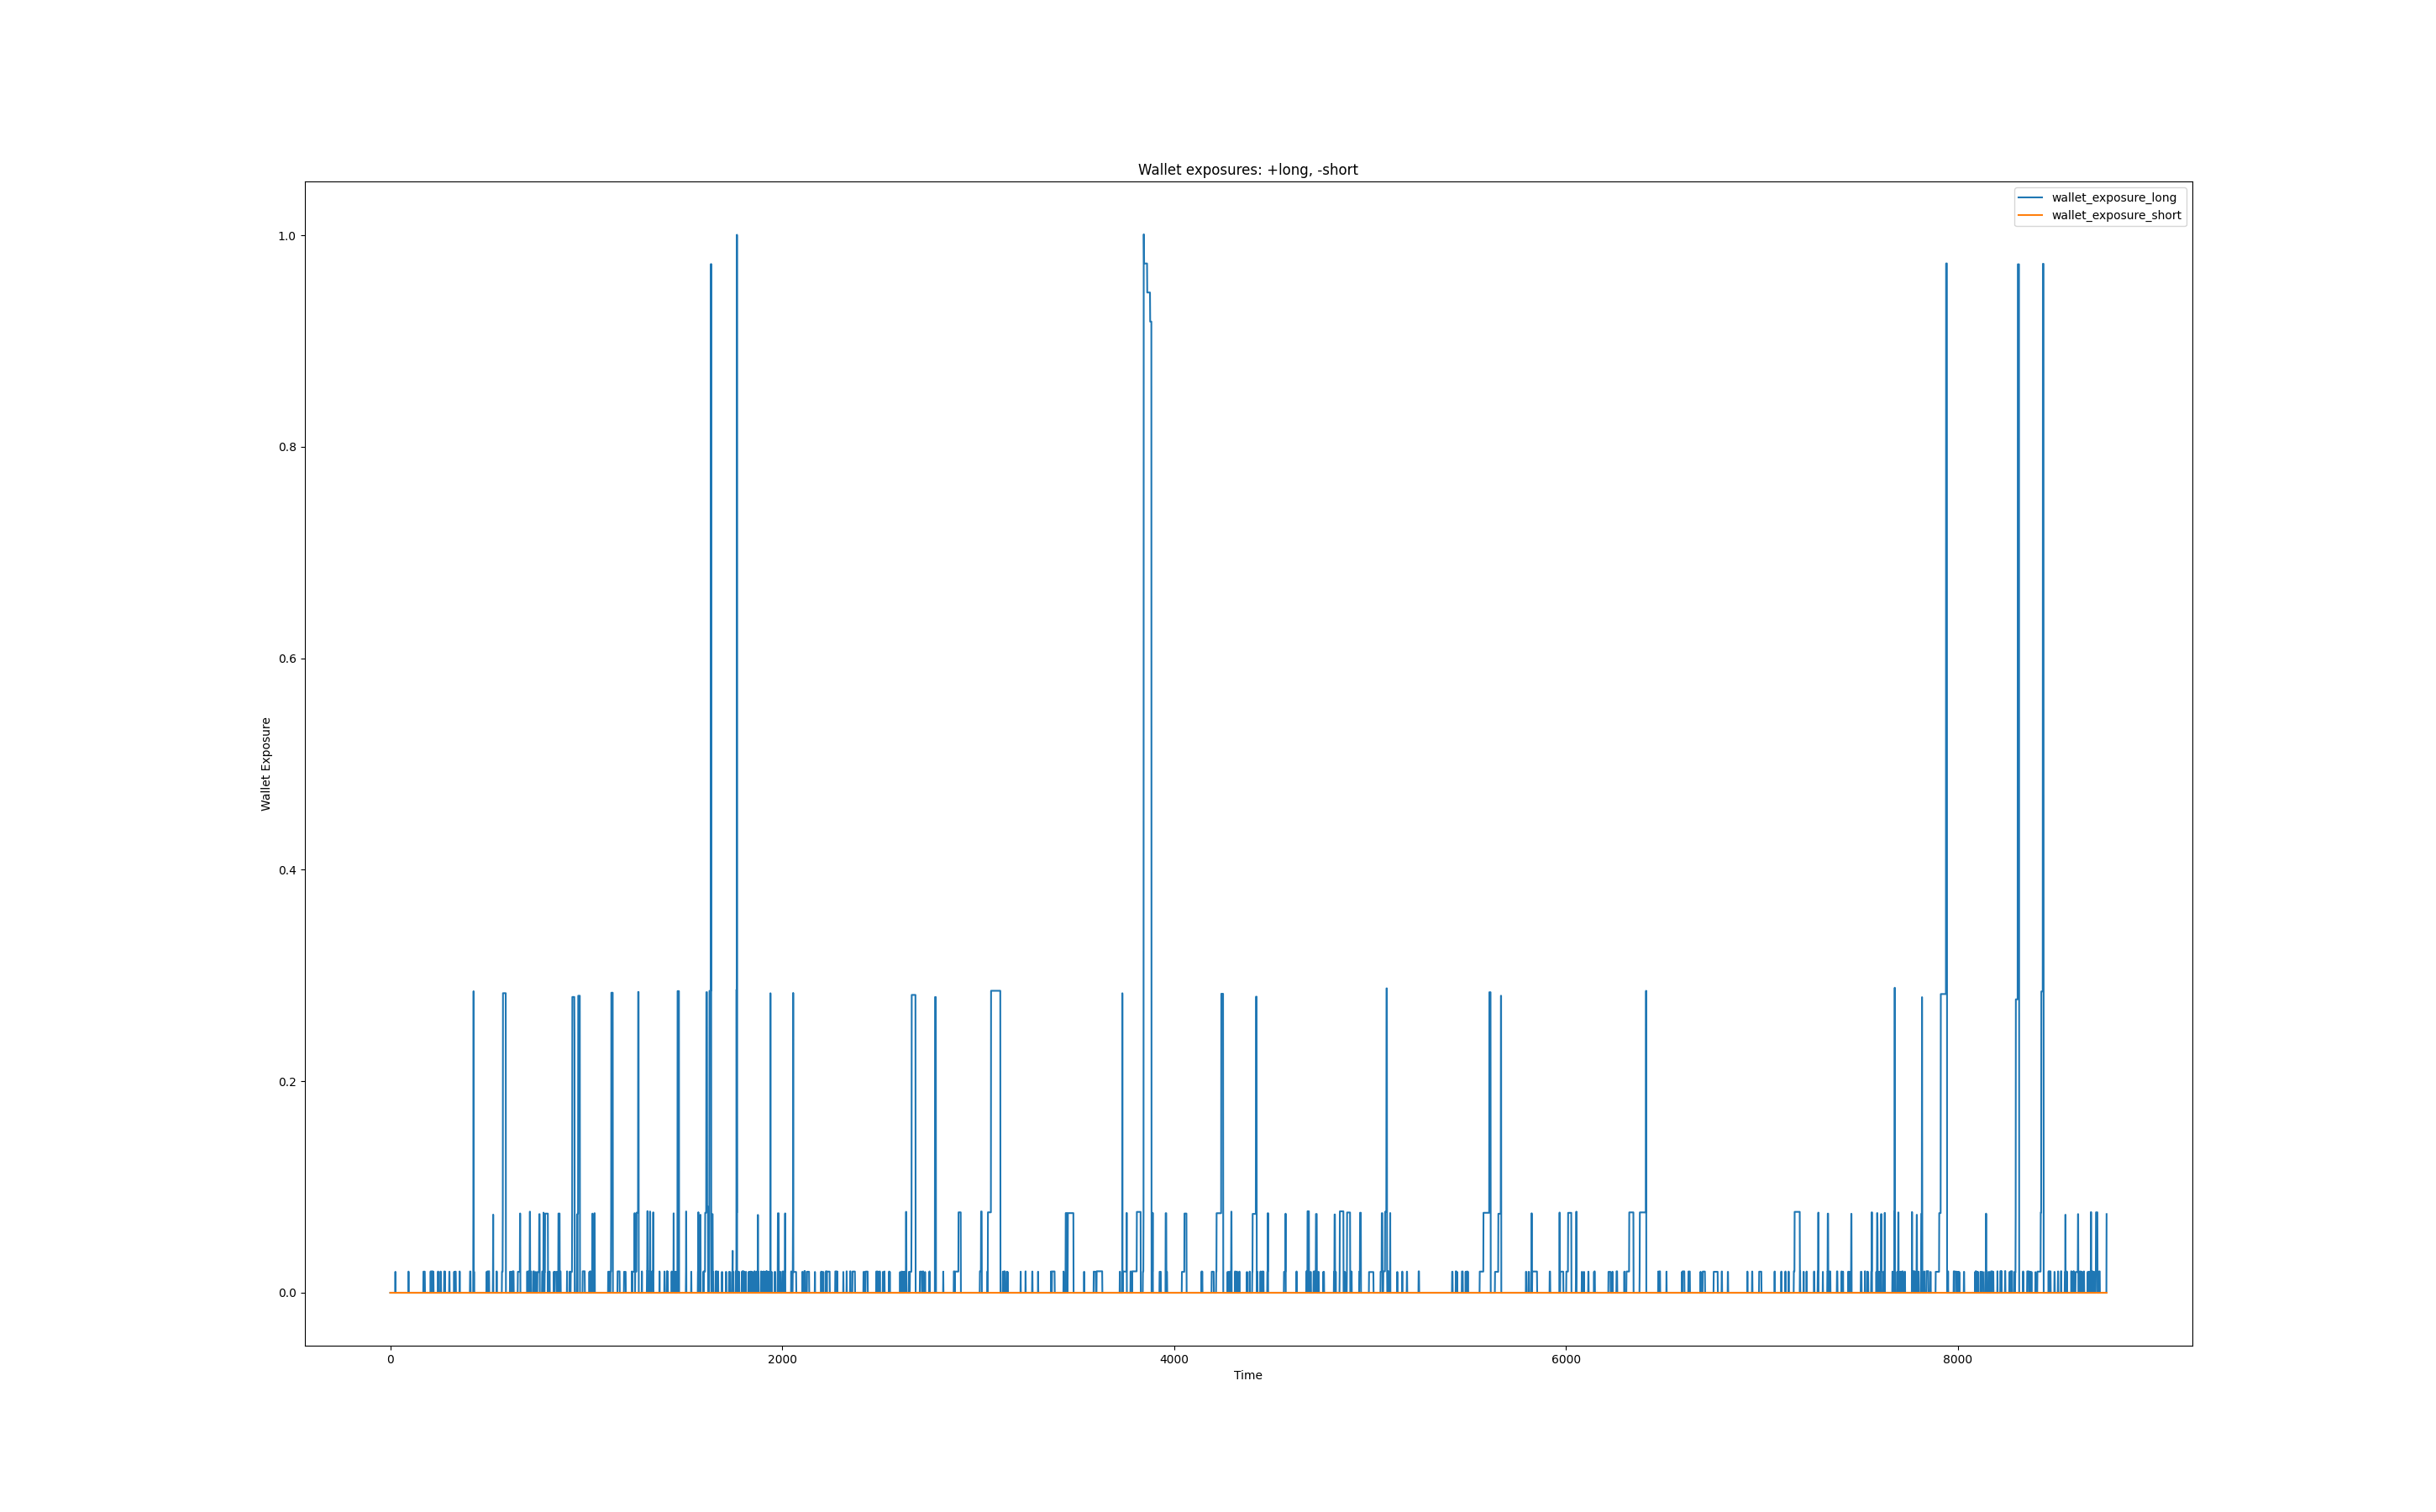 Wallet exposures: +long, -short
wallet_exposure_long
wallet_exposure_short
1.0
0.8
0.6
0.4
0.2
0.0
Wallet Exposure
0
2000
4000
6000
8000
Time